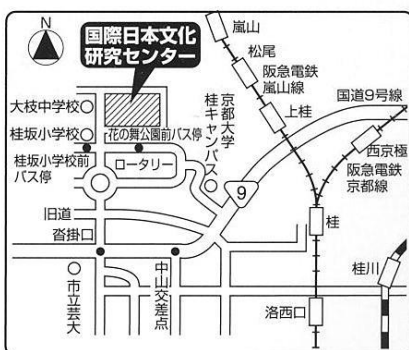 N
国際日本文化
研究センター
嵐山
松尾
阪急電鉄
嵐山線
上桂
国道9号線
大枝中学校
桂坂小学校
花の舞公園前バス停
京都大学
桂キャンパス
桂坂小学校前
バス停
ロータリー
西京極
阪急電鉄
京都線
9
旧道
沓掛口
桂
市立芸大
中山交差点
桂川
洛西口